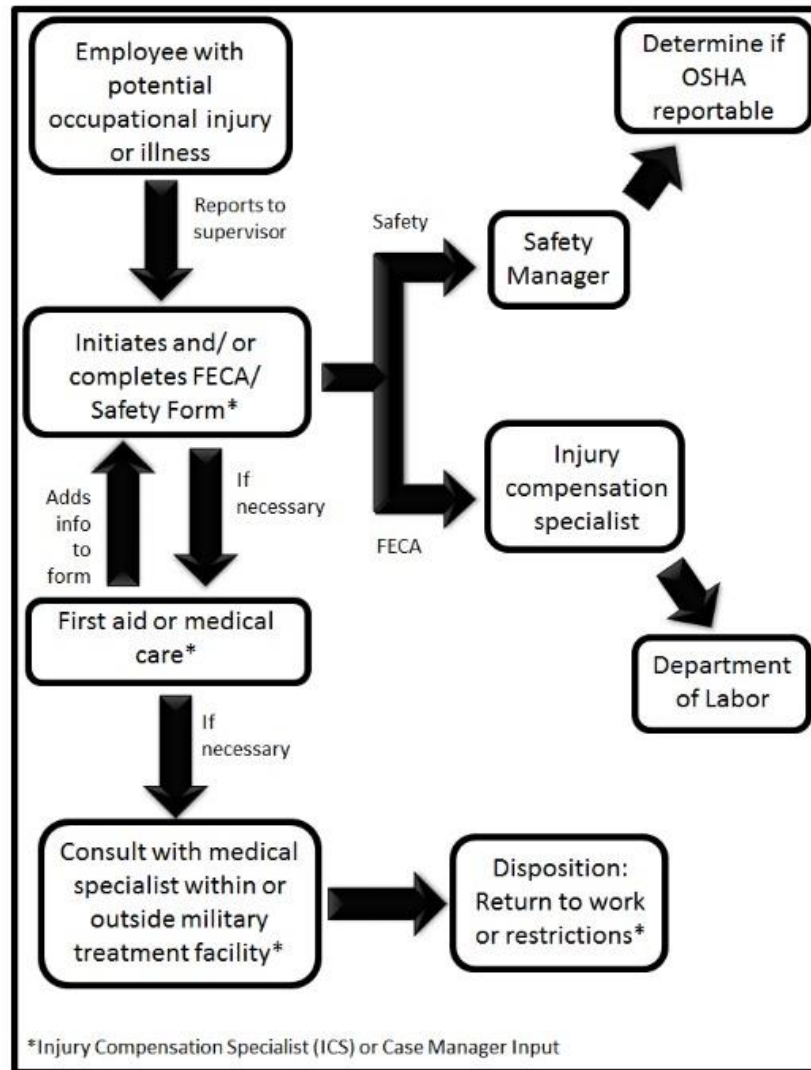 Employee with
potential
occupational injury
or illness
Determine if
OSHA
reportable
Reports to
supervisor
Safety
Safety
Manager
Initiates and/ or
completes FECA/
Safety Form*
Injury
compensation
specialist
FECA
Adds
info
to
form
If
necessary
First aid or medical
care*
Department
of Labor
If
necessary
Consult with medical
specialist within or
outside military
treatment facility*
Disposition:
Return to work
or restrictions*
*Injury Compensation Specialist (ICS) or Case Manager Input